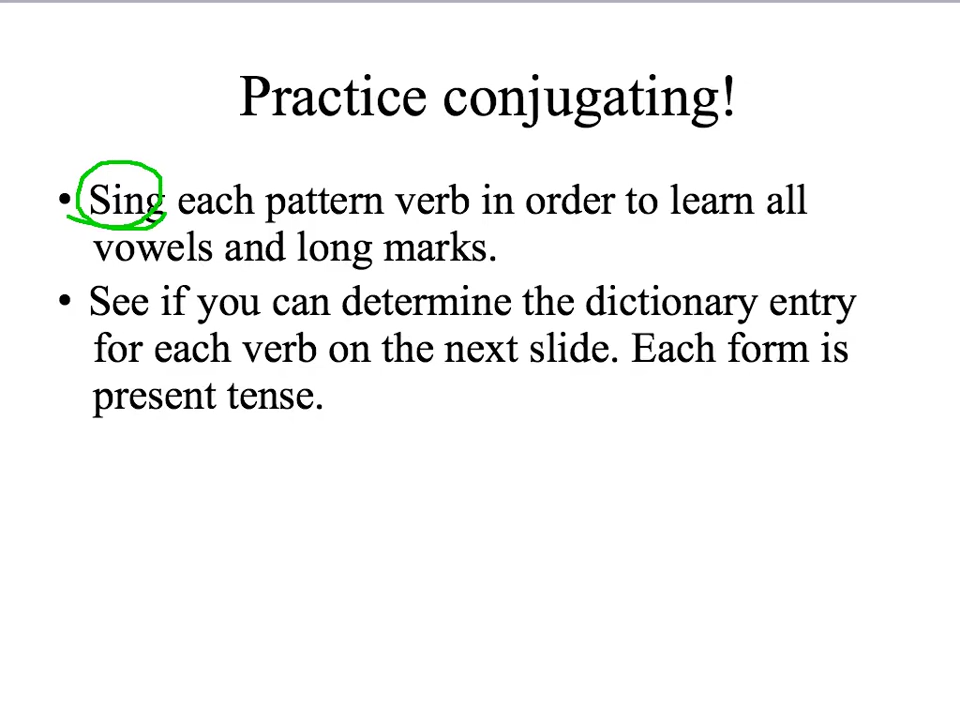 Practice conjugating!
• Sing each pattern verb in order to learn all
vowels and long marks.
• See if you can determine the dictionary entry
for each verb on the next slide. Each form is
present tense.